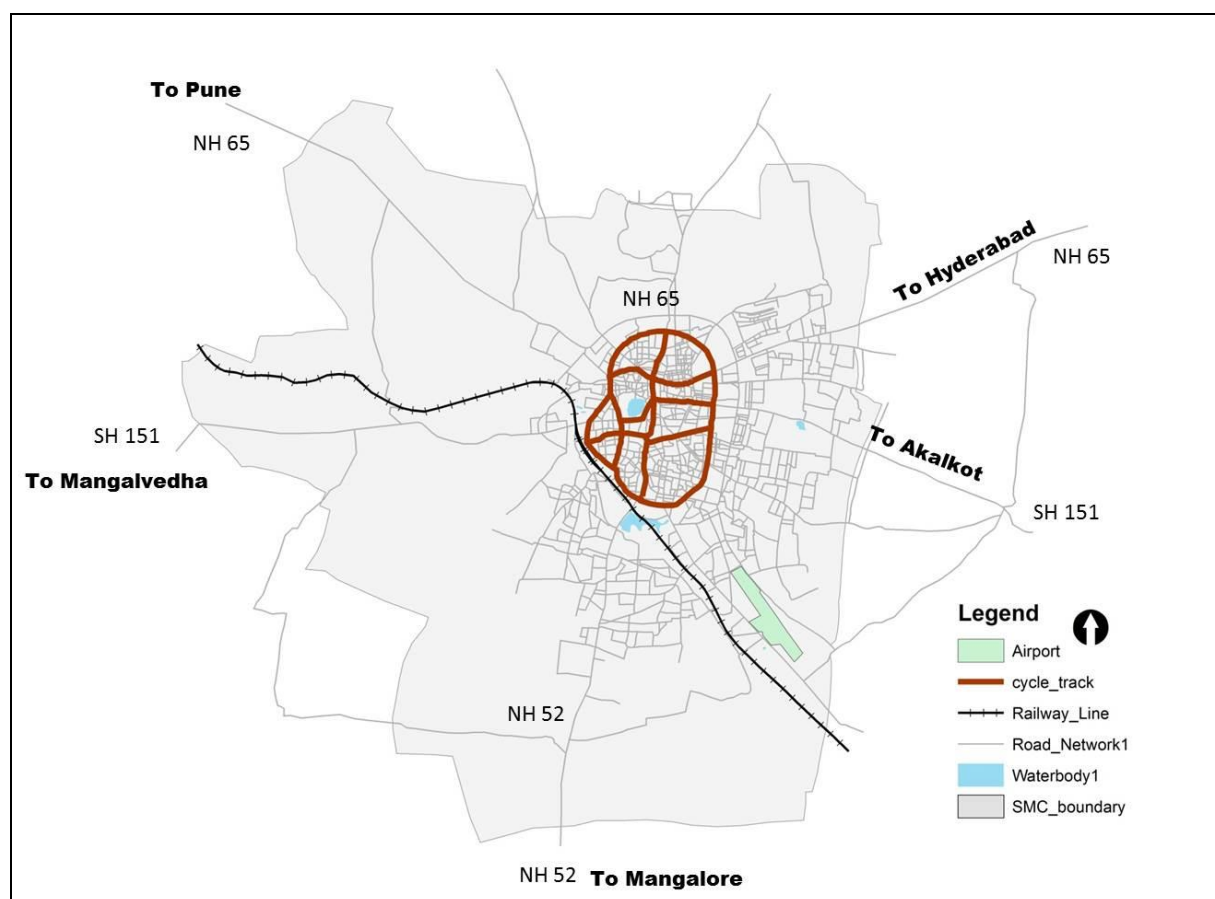 To Pune
NH 65
To Hyderabad
NH 65
NH 65
SH 151
To Mangalvedha
To Akalkot
SH 151
Legend
Airport
cycle_track
Railway_Line
Road_Network1
Waterbody1
SMC_boundary
NH 52
NH 52 To Mangalore